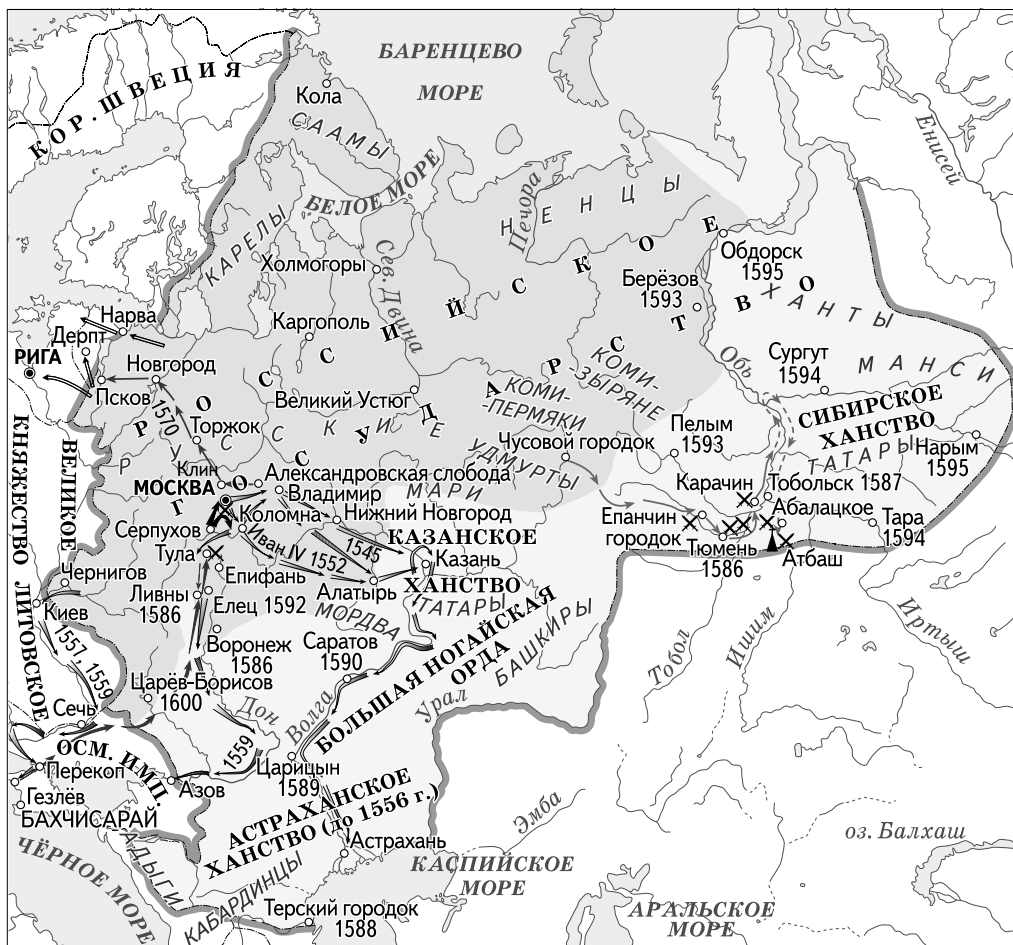 БАРЕНЦЕВО
МОРЕ
КОР. ШВЕЦИЯ
Кола
СААМЫ
Енисей
БЕЛОЕ МОРЕ
Печора
НЕНЦЫ
КАРЕЛЫ
Холмогоры
Сев. Двина
Обдорск
1595
Берёзов
1593
ХАНТЫ
РОССИЙСКОЕ
ГОСУДАРСТВО
Нарва
Дерпт
РИГА
Каргополь
Новгород
Псков
1570
Обь
Сургут
1594
МАНСИ
КОМИ-
-ЗЫРЯНЕ
КОМИ-
-ПЕРМЯКИ
Великий Устюг
СИБИРСКОЕ
ХАНСТВО
ТАТАРЫ
Торжок
РУССКИЕ
УДМУРТЫ
Чусовой городок
Пелым
1593
Нарым
1595
Клин
Александровская слобода
МОСКВА
Владимир
МАРИ
Карачин
Тобольск 1587
Коломна
Нижний Новгород
Серпухов
КАЗАНСКОЕ
ХАНСТВО
Епанчин
городок
Абалацкое
Тара
1594
Тула
Иван IV 1552
1545
Казань
Тюмень
1586
Атбаш
ВЕЛИКОЕ
КНЯЖЕСТВО ЛИТОВСКОЕ
Чернигов
Епифань
Алатырь
ТАТАРЫ
Киев
Ливны
1586
Елец 1592
МОРДВА
Воронеж
1586
Саратов
1590
БАШКИРЫ
БОЛЬШАЯ НОГАЙСКАЯ
ОРДА
Тобол
Ишим
Иртыш
1557, 1559
Царёв-Борисов
1600
Дон
Волга
Урал
Сечь
1559
ОСМ. ИМП.
Перекоп
Азов
Царицын
1589
Гезлёв
БАХЧИСАРАЙ
АСТРАХАНСКОЕ
ХАНСТВО (до 1556 г.)
Эмба
оз. Балхаш
АДЫГИ
Астрахань
ЧЁРНОЕ МОРЕ
КАБАРДИНЦЫ
КАСПИЙСКОЕ
МОРЕ
Терский городок
1588
АРАЛЬСКОЕ
МОРЕ